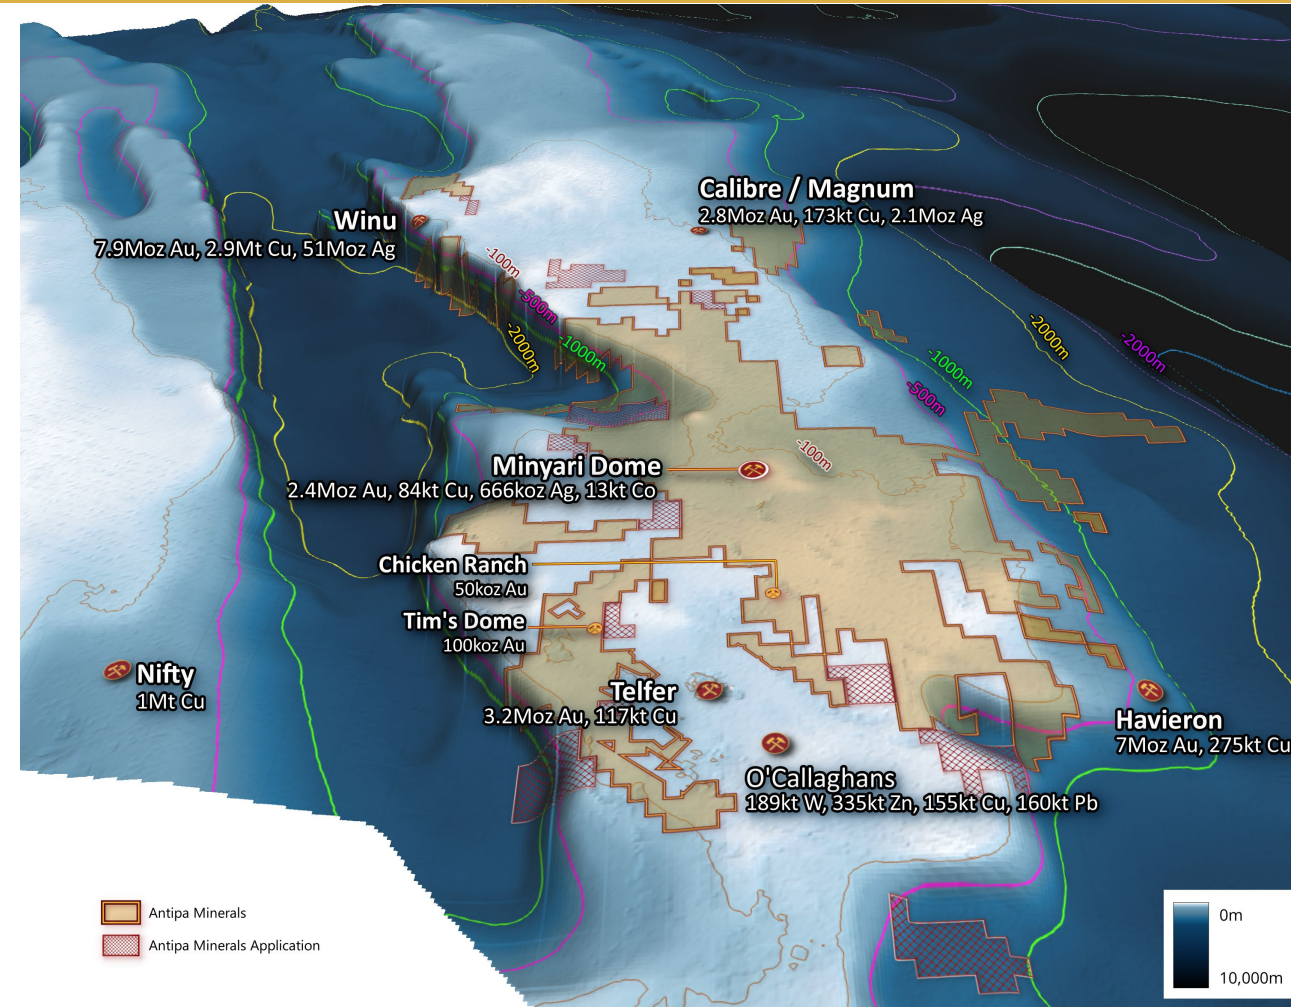 Calibre / Magnum
2.8Moz Au, 173kt Cu, 2.1Moz Ag
Winu
7.9Moz Au, 2.9Mt Cu, 51Moz Ag
-100m
-500m
-2000m
-1000m
-2000m
-2000m
-1000m
-500m
-100m
Minyari Dome
2.4Moz Au, 84kt Cu, 666koz Ag, 13kt Co
Chicken Ranch
50koz Au
Tim's Dome
100koz Au
Nifty
1Mt Cu
Telfer
3.2Moz Au, 117kt Cu
Havieron
7Moz Au, 275kt Cu
O'Callaghans
189kt W, 335kt Zn, 155kt Cu, 160kt Pb
Antipa Minerals
Antipa Minerals Application
0m
10,000m